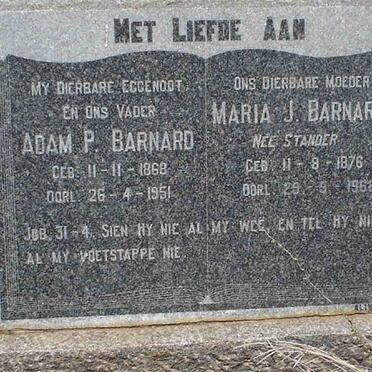 MET LIEFDE AAN
MY DIERBARE EGGENOOT
EN ONS VADER
ADAM P. BARNARD
GEB. 11-11-1868
OORL. 26-4-1951
ONS DIERBARE MOEDER
MARIA J. BARNAR
NEE STANDER
GEB. 11-8-1876
OORL.
JOB. 31-4. SIEN HY NIE AL MY WEË, EN TEL HY NI
AL MY VOETSTAPPE NIE